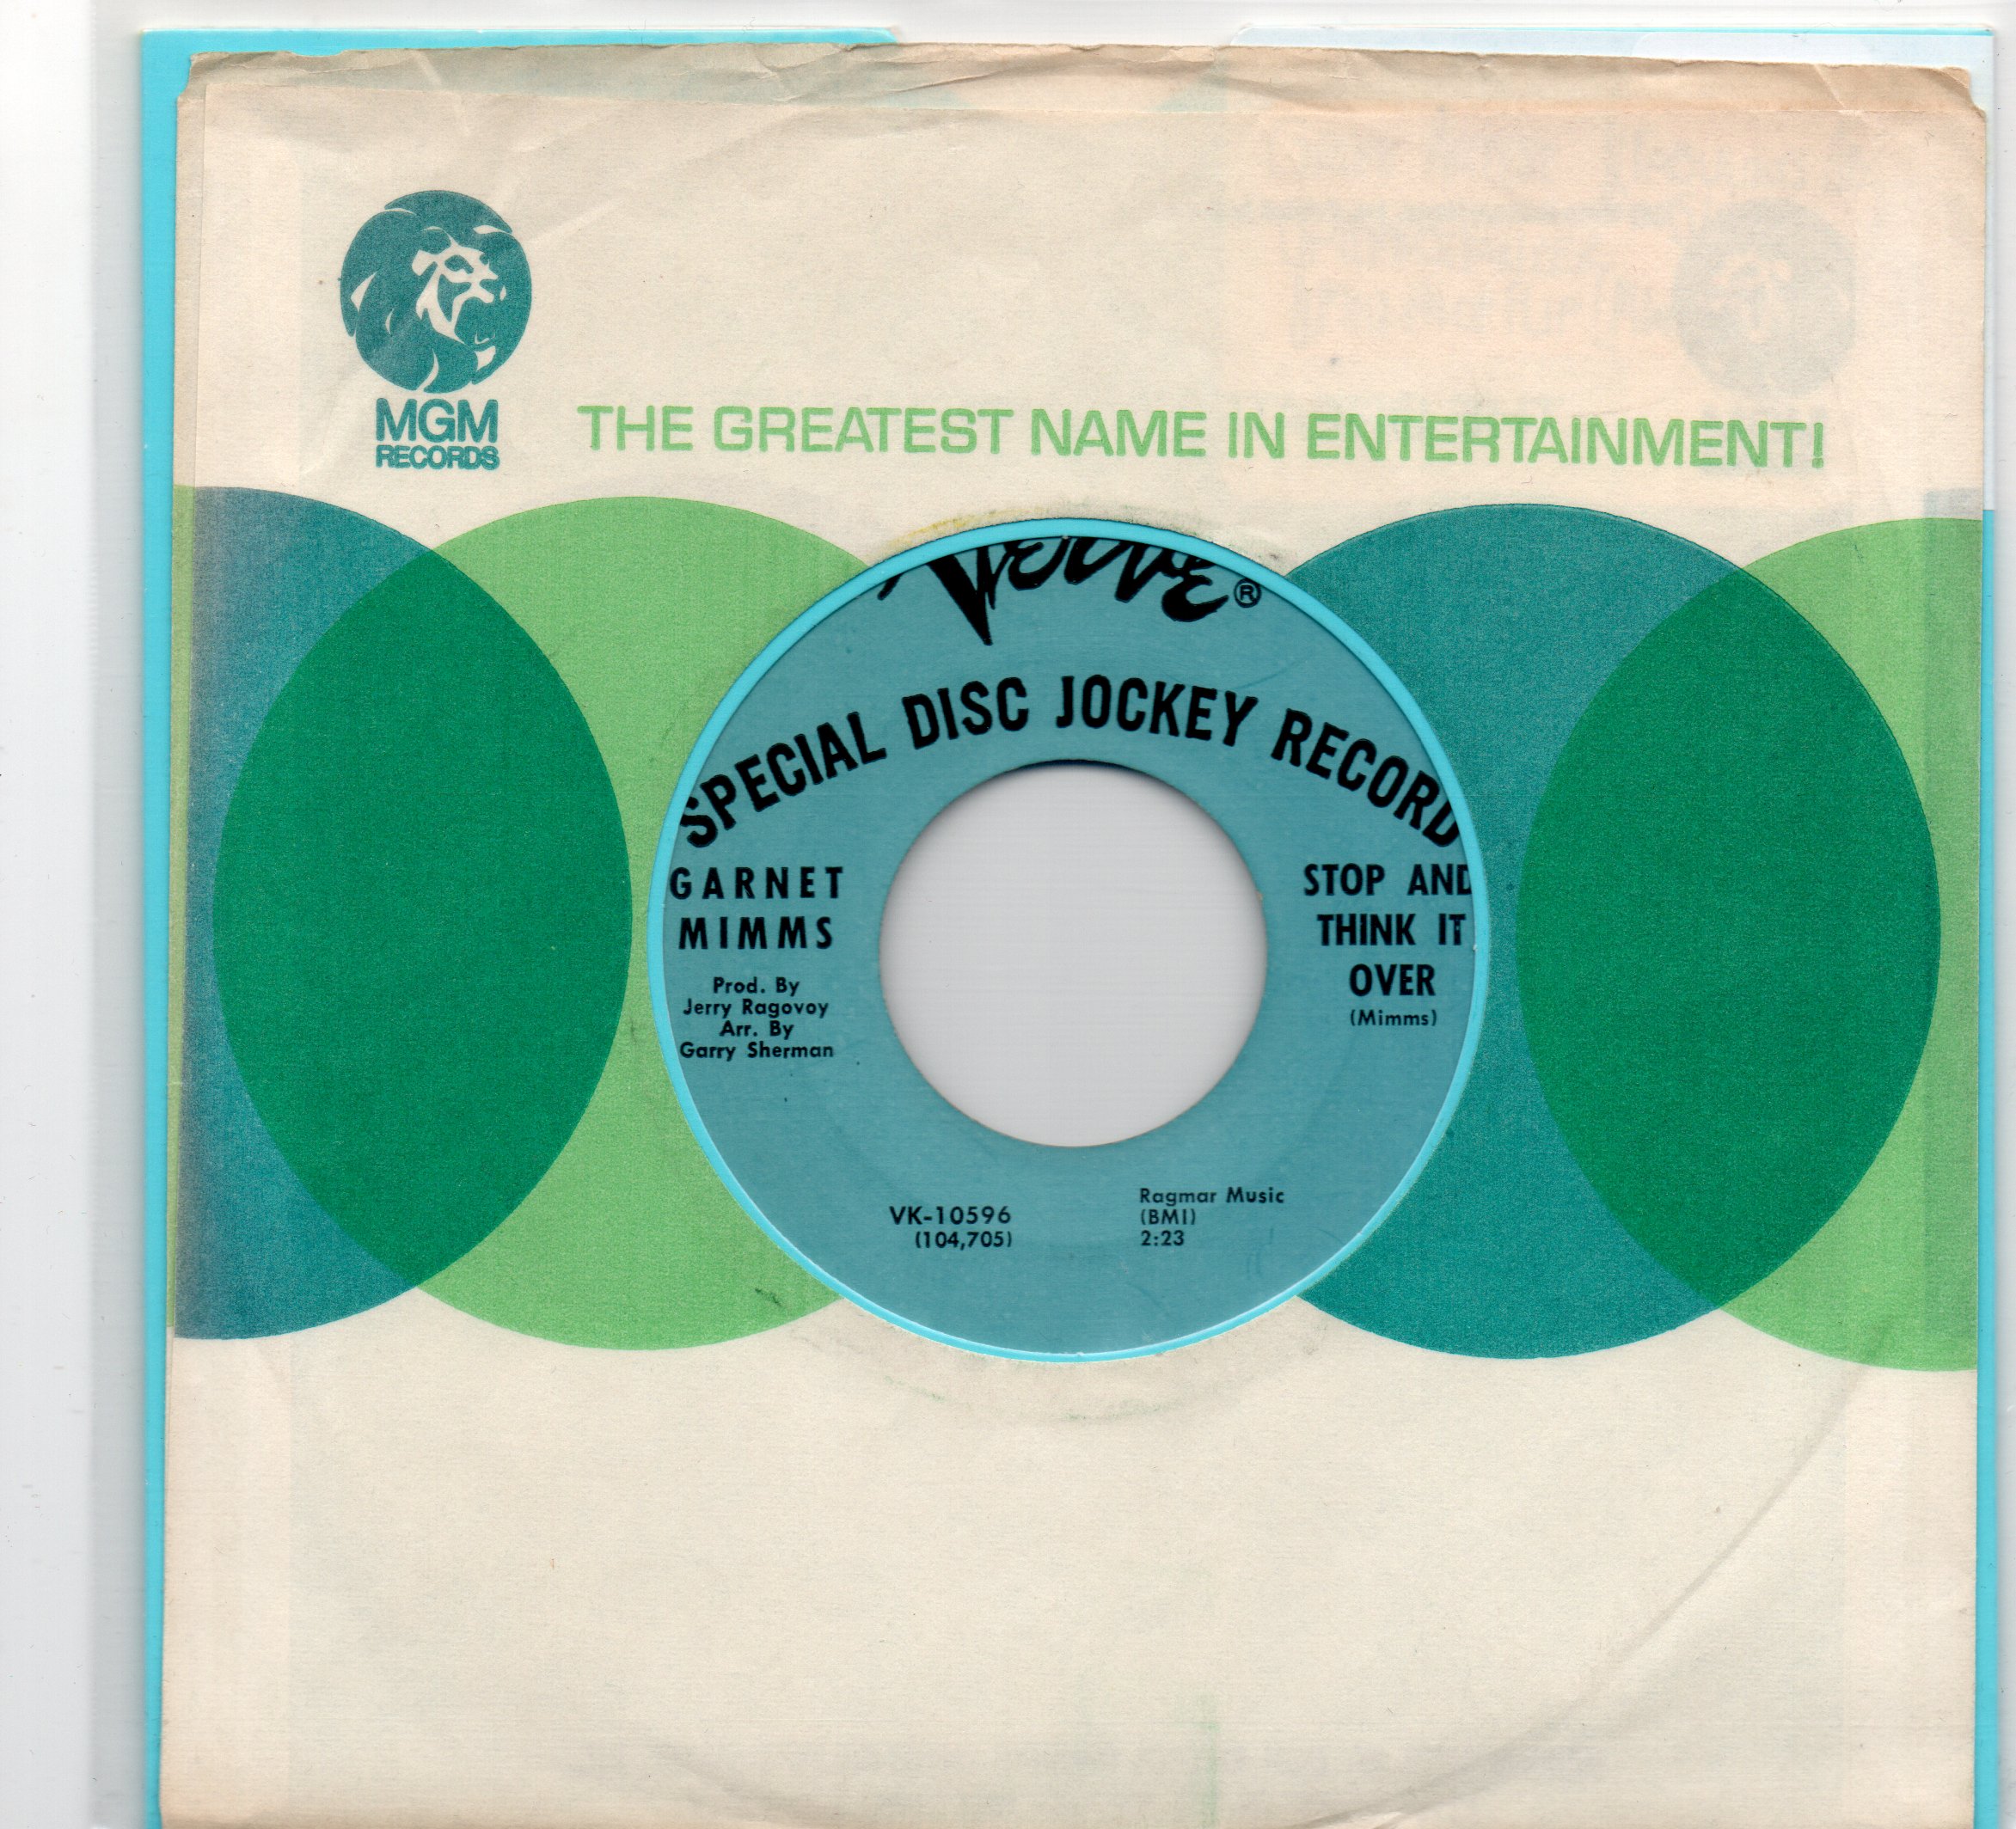 MGM
RECORDS
THE GREATEST NAME IN ENTERTAINMENT!
Verve®
SPECIAL DISC JOCKEY RECORD
GARNET
MIMMS
Prod. By
Jerry Ragovoy
Arr. By
Garry Sherman
STOP AND
THINK IT
OVER
(Mimms)
VK-10596
(104,705)
Ragmar Music
(BMI)
2:23